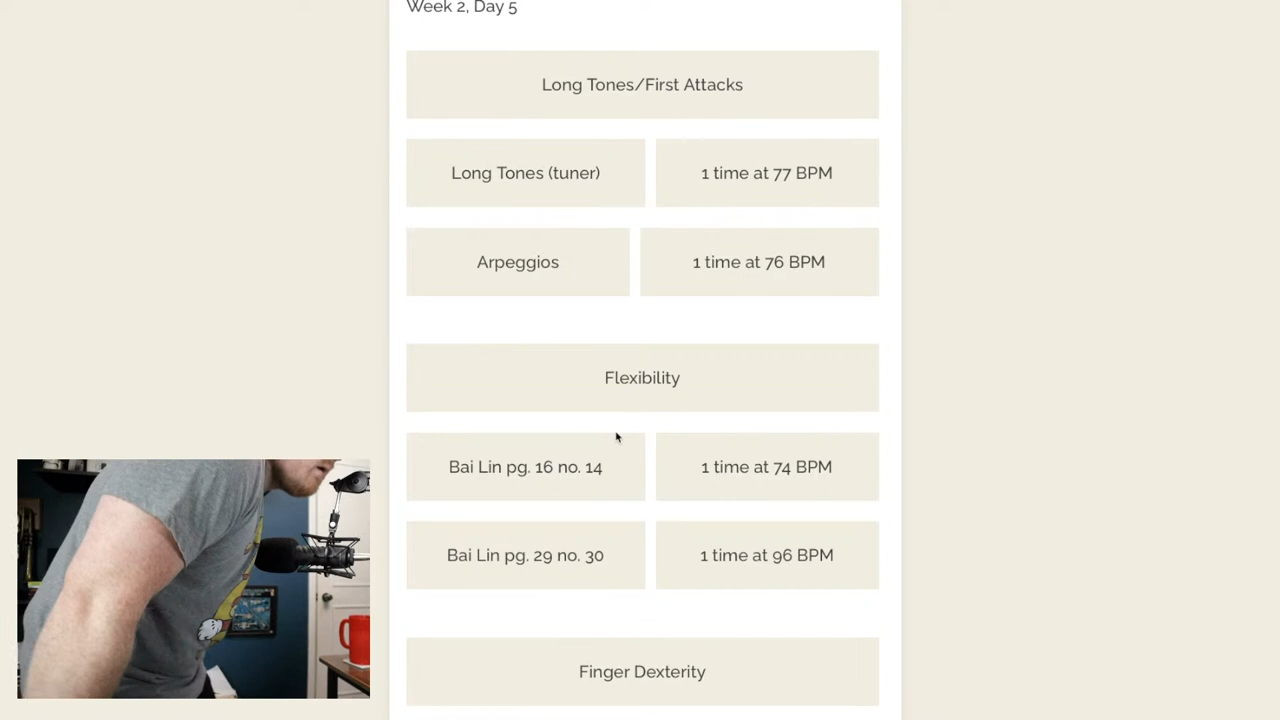 Week 2, Day 5
Long Tones/First Attacks
Long Tones (tuner)
1 time at 77 BPM
Arpeggios
1 time at 76 BPM
Flexibility
Bai Lin pg. 16 no. 14
1 time at 74 BPM
Bai Lin pg. 29 no. 30
1 time at 96 BPM
Finger Dexterity